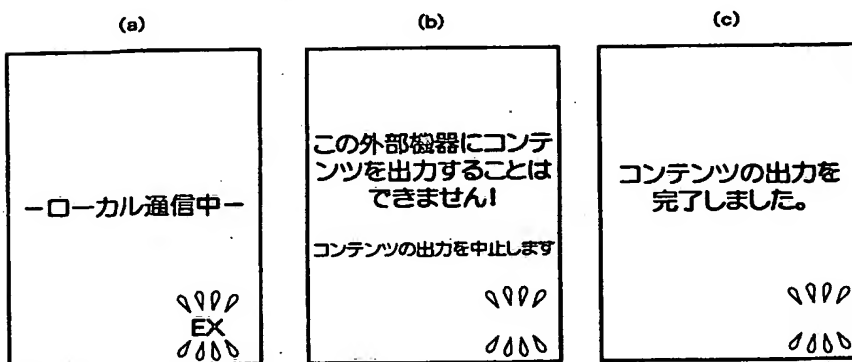 (a)
(b)
(c)
－ローカル通信中－
EX
この外部機器にコンテ
ンツを出力することは
できません!
コンテンツの出力を中止します
コンテンツの出力を
完了しました。